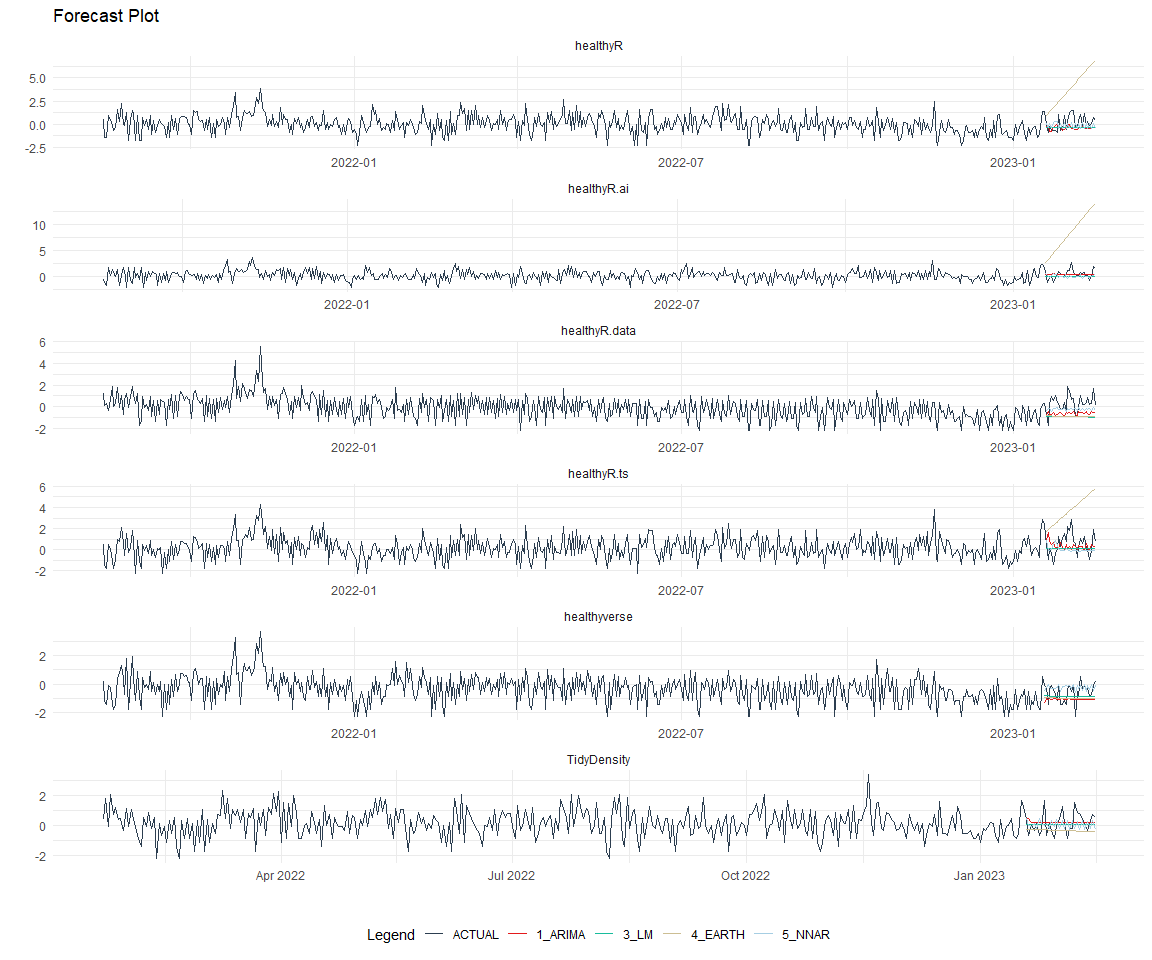 Forecast Plot
healthyR
5.0
2.5
0.0
-2.5
2022-01 2022-07 2023-01
healthyR.ai
10
5
0
2022-01 2022-07 2023-01
healthyR.data
6
4
2
0
-2
2022-01 2022-07 2023-01
healthyR.ts
6
4
2
0
-2
2022-01 2022-07 2023-01
healthyverse
2
0
-2
2022-01 2022-07 2023-01
TidyDensity
2
0
-2
Apr 2022 Jul 2022 Oct 2022 Jan 2023
Legend ACTUAL 1_ARIMA 3_LM 4_EARTH 5_NNAR